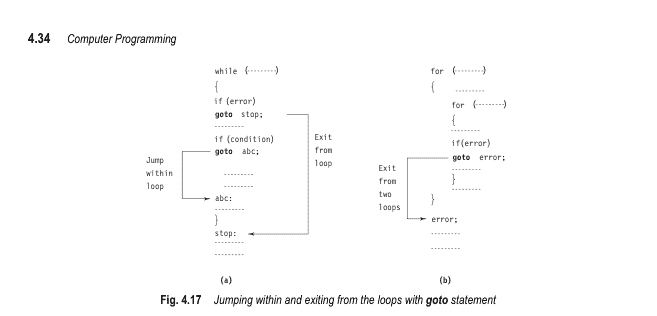 4.34 Computer Programming
while (---------)
{
if (error)
goto stop;
---------
if (condition)
goto abc;
---------
---------
abc:
---------
}
stop:
---------
---------
Jump
within
loop
Exit
from
loop
(a)
for (---------)
{
---------
for (---------)
{
---------
if(error)
goto error;
---------
}
---------
}
error;
---------
---------
Exit
from
two
loops
(b)
Fig. 4.17 Jumping within and exiting from the loops with goto statement